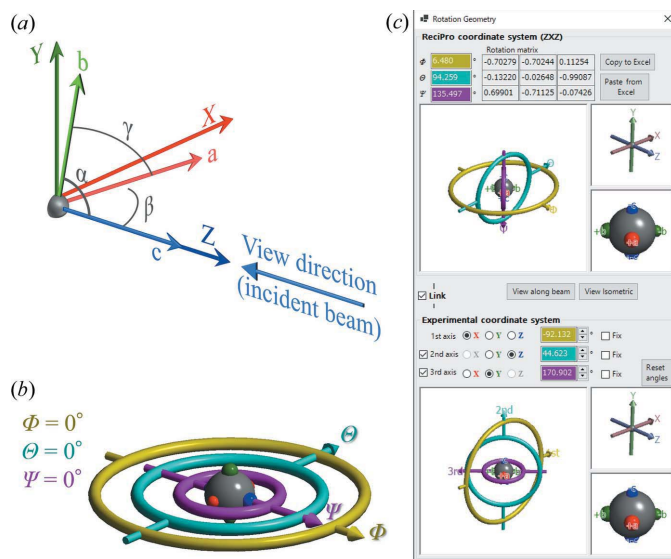 (a)
Y
b
X
γ
a
α
β
c
Z
View direction
(incident beam)
(b)
Φ = 0°
Θ = 0°
Ψ = 0°
Θ
Ψ
Φ
(c)
Rotation Geometry
ReciPro coordinate system (ZXZ)
Rotation matrix
Φ 6.480 ° -0.70279 -0.70244 0.11254 Copy to Excel
Θ 94.259 ° -0.13220 -0.02648 -0.99087 Paste from Excel
Ψ 135.497 ° 0.69901 -0.71125 -0.07426
Y
X
Z
Θ
Φ
+b
b
Link View along beam View Isometric
Experimental coordinate system
1st axis X Y Z -92.132 ° Fix
2nd axis X Y Z 44.623 ° Fix
3rd axis X Y Z 170.902 ° Fix
Reset angles
2nd
3rd
Y
X
Z
+b
b